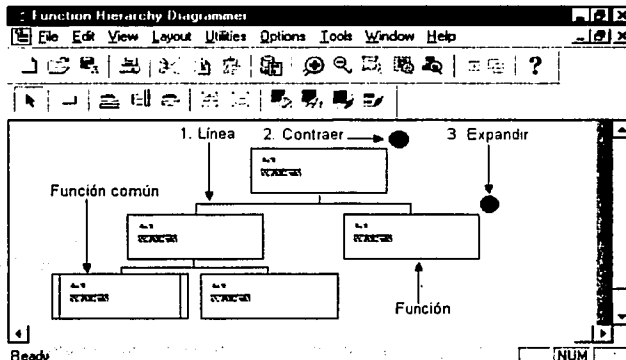 Function Hierarchy Diagrammer
File Edit View Layout Utilities Options Tools Window Help
?
1. Línea 2. Contraer 3 Expandir
Función común
Función
Ready NUM